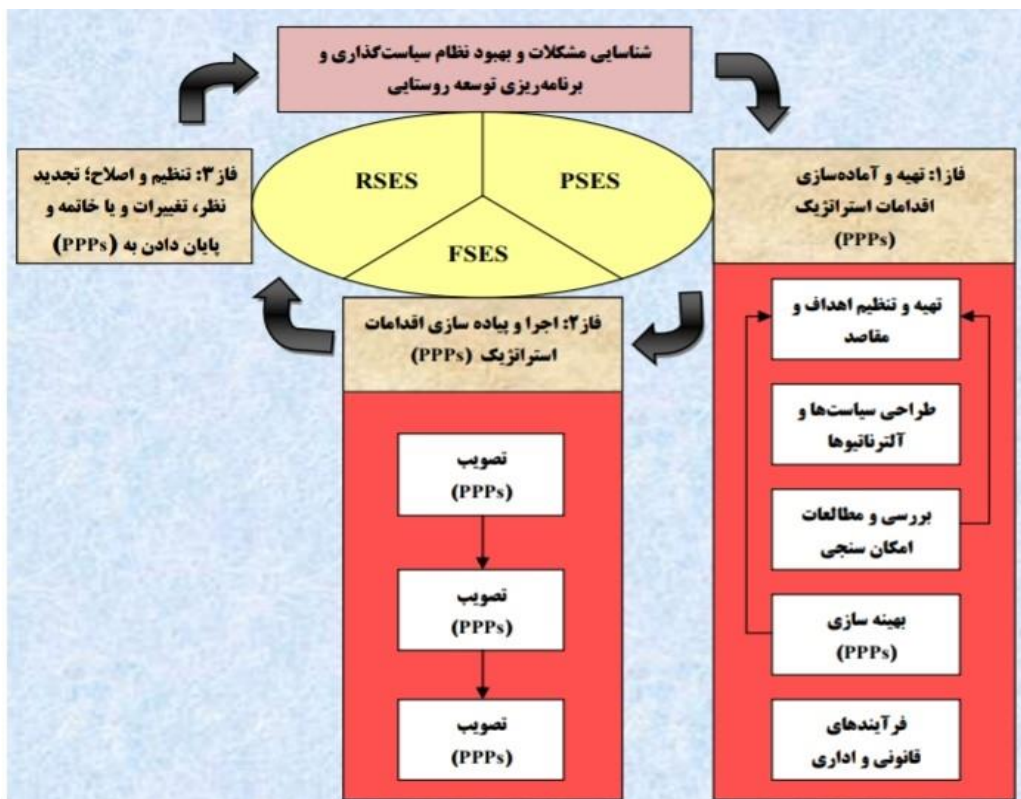 شناسایی مشکلات و بهبود نظام سیاست‌گذاری و
برنامه‌ریزی توسعه روستایی
RSES
PSES
FSES
فاز۱: تهیه و آماده‌سازی
اقدامات استراتژیک
(PPPs)
تهیه و تنظیم اهداف و
مقاصد
طراحی سیاست‌ها و
آلترناتیوها
بررسی و مطالعات
امکان سنجی
بهینه سازی
(PPPs)
فرآیندهای
قانونی و اداری
فاز۲: اجرا و پیاده سازی اقدامات
استراتژیک (PPPs)
تصویب
(PPPs)
تصویب
(PPPs)
تصویب
(PPPs)
فاز۳: تنظیم و اصلاح؛ تجدید
نظر، تغییرات و یا خاتمه و
پایان دادن به (PPPs)